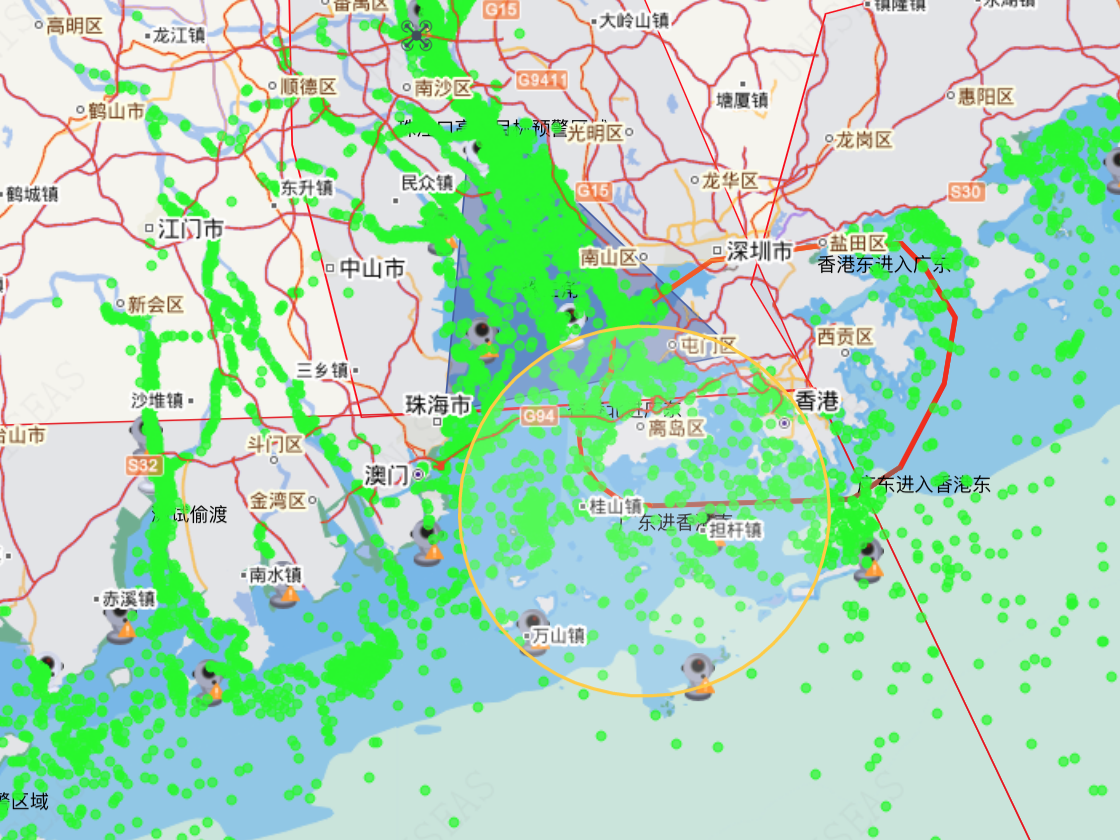 番禺区
G15
镇隆镇
高明区
龙江镇
大岭山镇
G9411
顺德区
南沙区
塘厦镇
惠阳区
鹤山市
预警区域
光明区
龙岗区
民众镇
龙华区
东升镇
G15
S30
鹤城镇
江门市
深圳市
盐田区
中山市
南山区
香港东进入广东
新会区
屯门区
西贡区
三乡镇
沙堆镇
珠海市
G94
香港
离岛区
台山市
斗门区
S32
澳门
金湾区
广东进入香港东
桂山镇
试偷渡
担杆镇
南水镇
赤溪镇
万山镇
警区域